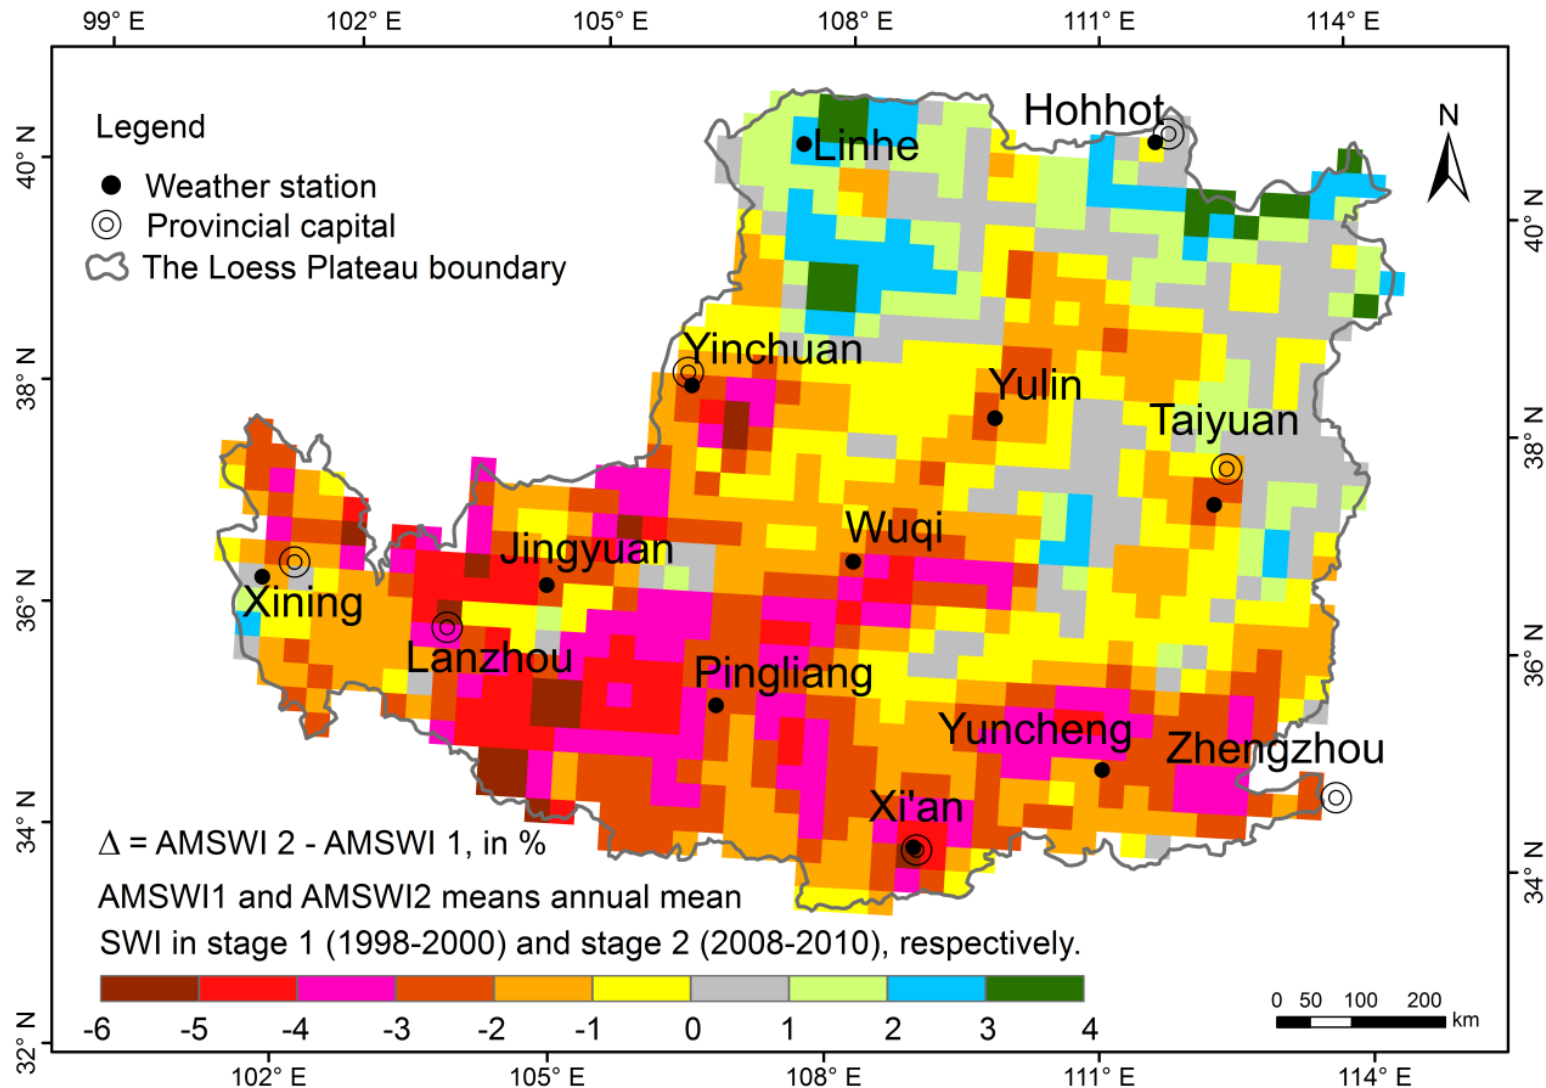 99° E 102° E 105° E 108° E 111° E 114° E
Legend
Weather station
Provincial capital
The Loess Plateau boundary
N
40° N
38° N
36° N
34° N
32° N
40° N
38° N
36° N
34° N
Hohhot
Linhe
Yinchuan
Yulin
Taiyuan
Wuqi
Jingyuan
Xining
Lanzhou
Pingliang
Yuncheng
Zhengzhou
Xi'an
Δ = AMSWI 2 - AMSWI 1, in %
AMSWI1 and AMSWI2 means annual mean
SWI in stage 1 (1998-2000) and stage 2 (2008-2010), respectively.
-6 -5 -4 -3 -2 -1 0 1 2 3 4
0 50 100 200
km
102° E 105° E 108° E 111° E 114° E